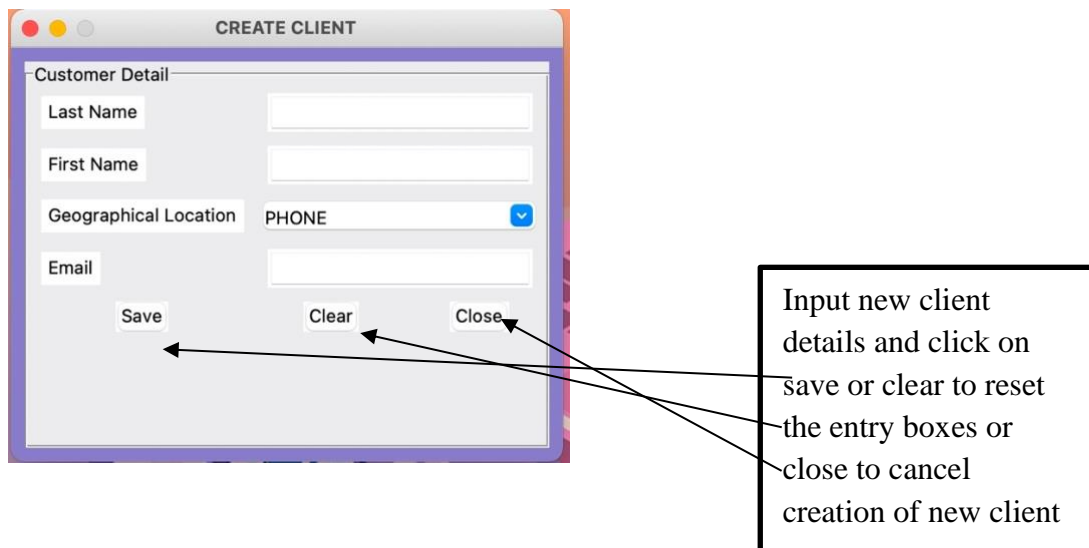 CREATE CLIENT
Customer Detail
Last Name
First Name
Geographical Location PHONE
Email
Save Clear Close
Input new client
details and click on
save or clear to reset
the entry boxes or
close to cancel
creation of new client